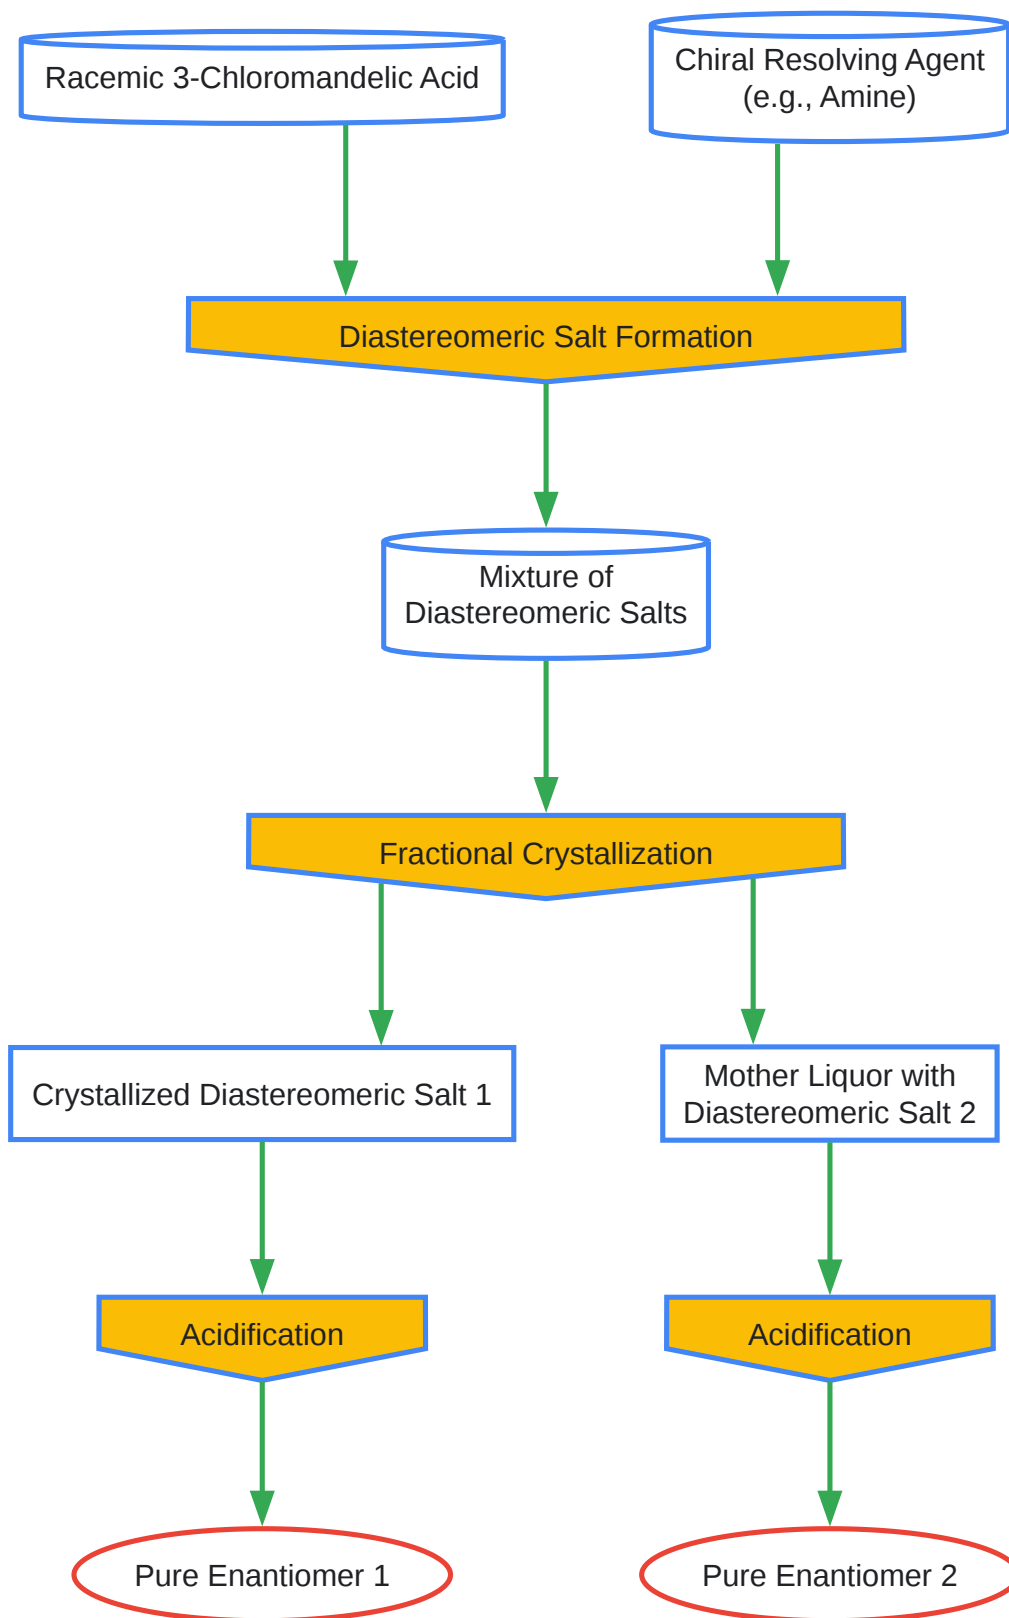 Racemic 3-Chloromandelic Acid
Chiral Resolving Agent
(e.g., Amine)
Diastereomeric Salt Formation
Mixture of
Diastereomeric Salts
Fractional Crystallization
Crystallized Diastereomeric Salt 1
Mother Liquor with
Diastereomeric Salt 2
Acidification
Acidification
Pure Enantiomer 1
Pure Enantiomer 2